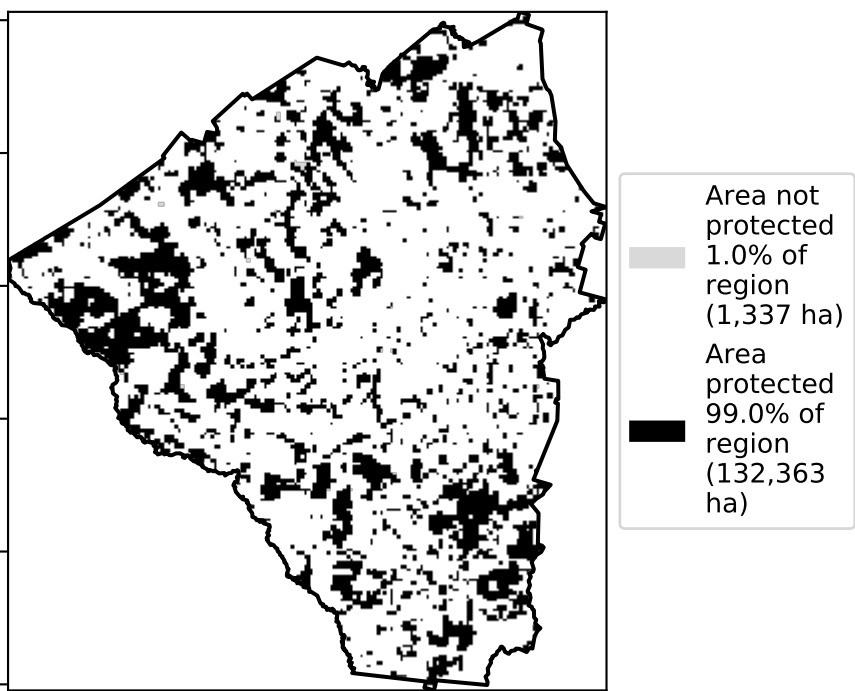 Area not
protected
1.0% of
region
(1,337 ha)
Area
protected
99.0% of
region
(132,363
ha)